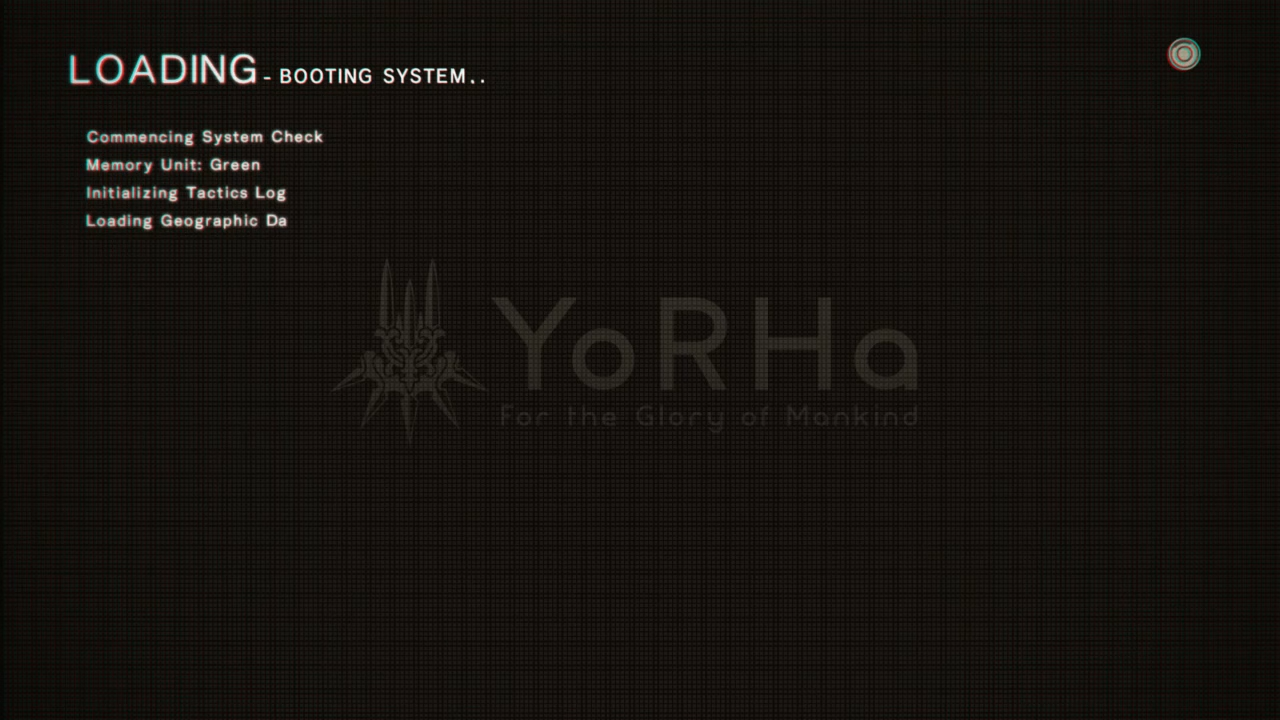 LOADING - BOOTING SYSTEM..
Commencing System Check
Memory Unit: Green
Initializing Tactics Log
Loading Geographic Da
YoRHa
For the Glory of Mankind